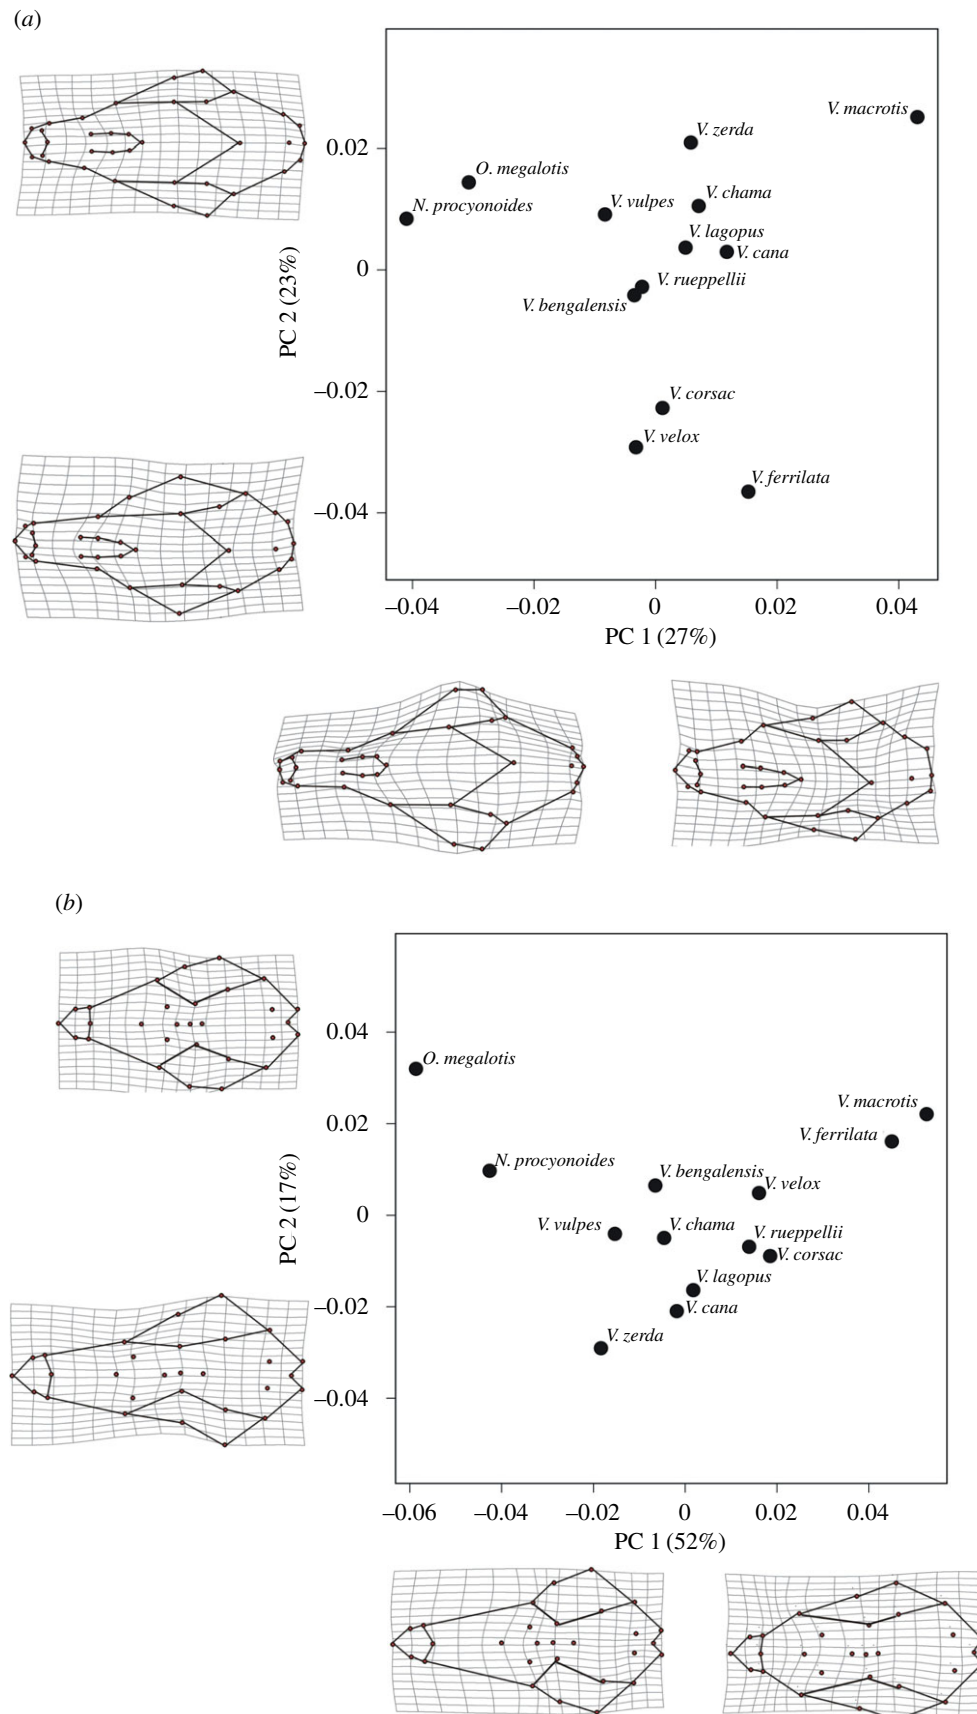 (a)
V. macrotis
V. zerda
0.02
O. megalotis
V. chama
N. procyonoides
V. vulpes
V. lagopus
V. cana
0
V. rueppellii
V. bengalensis
PC 2 (23%)
–0.02
V. corsac
V. velox
V. ferrilata
–0.04
–0.04 –0.02 0 0.02 0.04
PC 1 (27%)
(b)
0.04
O. megalotis
V. macrotis
0.02
V. ferrilata
N. procyonoides
V. bengalensis
V. velox
0
V. vulpes
V. chama
V. rueppellii
V. corsac
PC 2 (17%)
V. lagopus
–0.02
V. cana
V. zerda
–0.04
–0.06 –0.04 –0.02 0 0.02 0.04
PC 1 (52%)